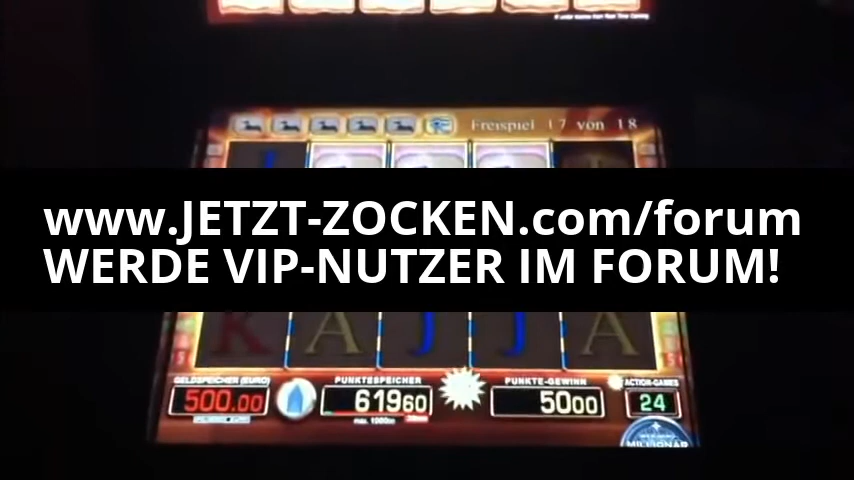 Freispiel 17 von 18
J
www.JETZT-ZOCKEN.com/forum
WERDE VIP-NUTZER IM FORUM!
K A J J A
GELDSPEICHER (EURO) PUNKTESPEICHER PUNKTE-GEWINN ACTION-GAMES
500.00 61960 5000 24
MILLIONÄR